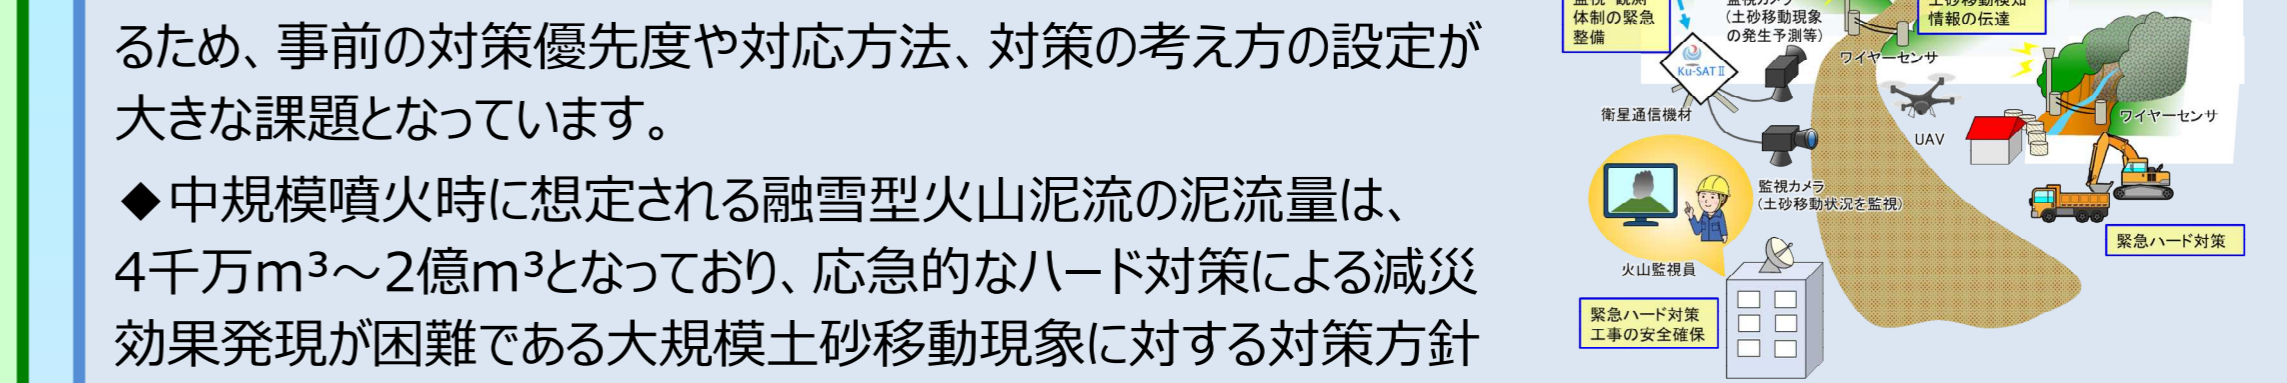 るため、事前の対策優先度や対応方法、対策の考え方の設定が
大きな課題となっています。
◆中規模噴火時に想定される融雪型火山泥流の泥流量は、
4千万m³～2億m³となっており、応急的なハード対策による減災
効果発現が困難である大規模土砂移動現象に対する対策方針
体制の緊急
整備
(土砂移動現象
の発生予測等)
情報の伝達
ワイヤーセンサ
Ku-SATⅡ
衛星通信機材
UAV
ワイヤーセンサ
監視カメラ
(土砂移動状況を監視)
火山監視員
緊急ハード対策
緊急ハード対策
工事の安全確保